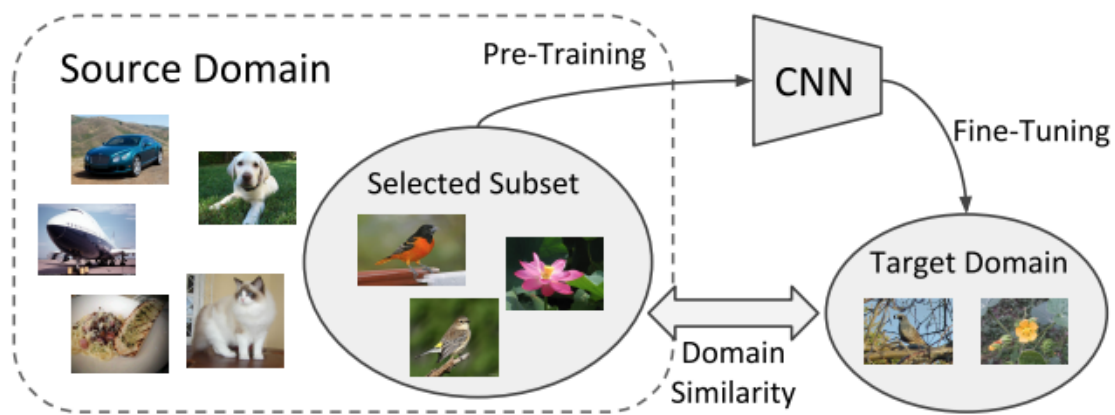 Source Domain
Pre-Training
CNN
Fine-Tuning
Selected Subset
Target Domain
Domain
Similarity